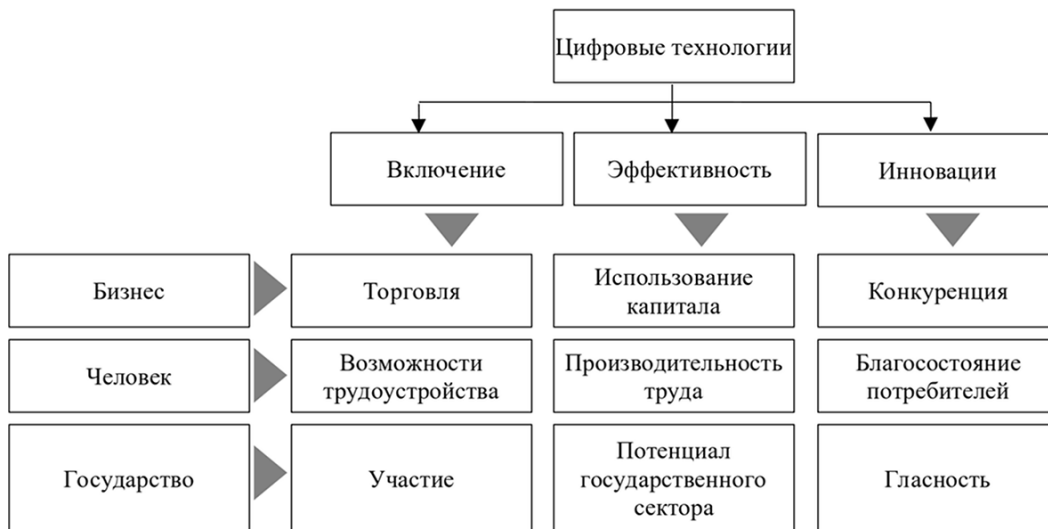 Цифровые технологии
Включение
Эффективность
Инновации
Бизнес
Торговля
Использование
капитала
Конкуренция
Человек
Возможности
трудоустройства
Производительность
труда
Благосостояние
потребителей
Государство
Участие
Потенциал
государственного
сектора
Гласность